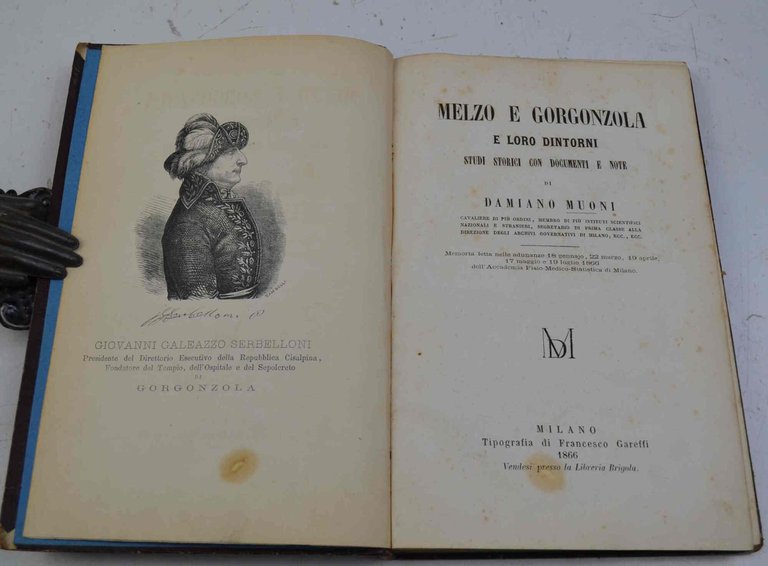 GIOVANNI GALEAZZO SERBELLONI
Presidente del Direttorio Esecutivo della Repubblica Cisalpina,
Fondatore del Tempio, dell'Ospitale e del Sepolcreto
DI
GORGONZOLA
MELZO E GORGONZOLA
E LORO DINTORNI
STUDI STORICI CON DOCUMENTI E NOTE
DI
DAMIANO MUONI
CAVALIERE DI PIÙ ORDINI, MEMBRO DI PIÙ ISTITUTI SCIENTIFICI
NAZIONALI E STRANIERI, SEGRETARIO DI PRIMA CLASSE ALLA
DIREZIONE DEGLI ARCHIVI GOVERNATIVI DI MILANO, ECC., ECC.
Memoria letta nelle adunanze 18 gennajo, 22 marzo, 19 aprile,
17 maggio e 19 luglio 1866
dell'Accademia Fisio-Medico-Statistica di Milano.
DM
MILANO
Tipografia di Francesco Gareffi
1866
Vendesi presso la Libreria Brigola.